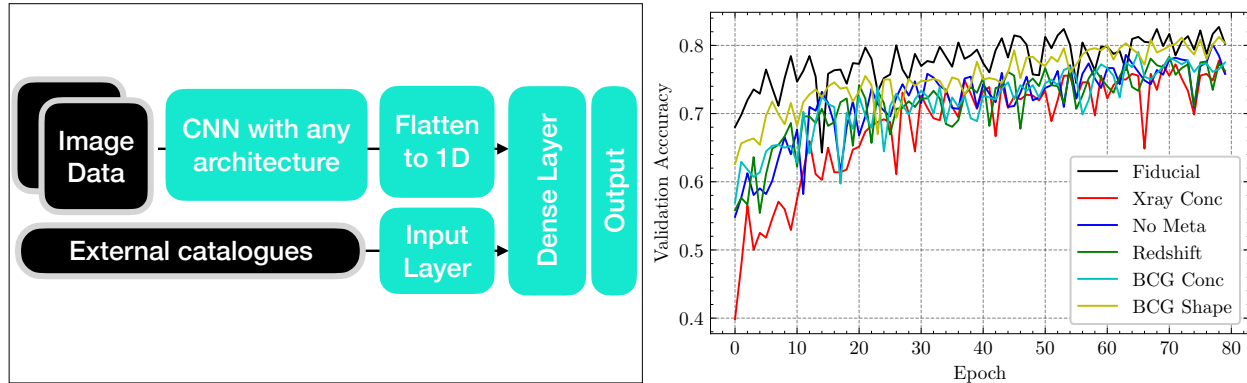 Image
Data
CNN with any
architecture
Flatten
to 1D
Dense Layer
Output
External catalogues
Input
Layer
Validation Acccuracy
0.8
0.7
0.6
0.5
0.4
Fiducial
Xray Conc
No Meta
Redshift
BCG Conc
BCG Shape
0 10 20 30 40 50 60 70 80
Epoch